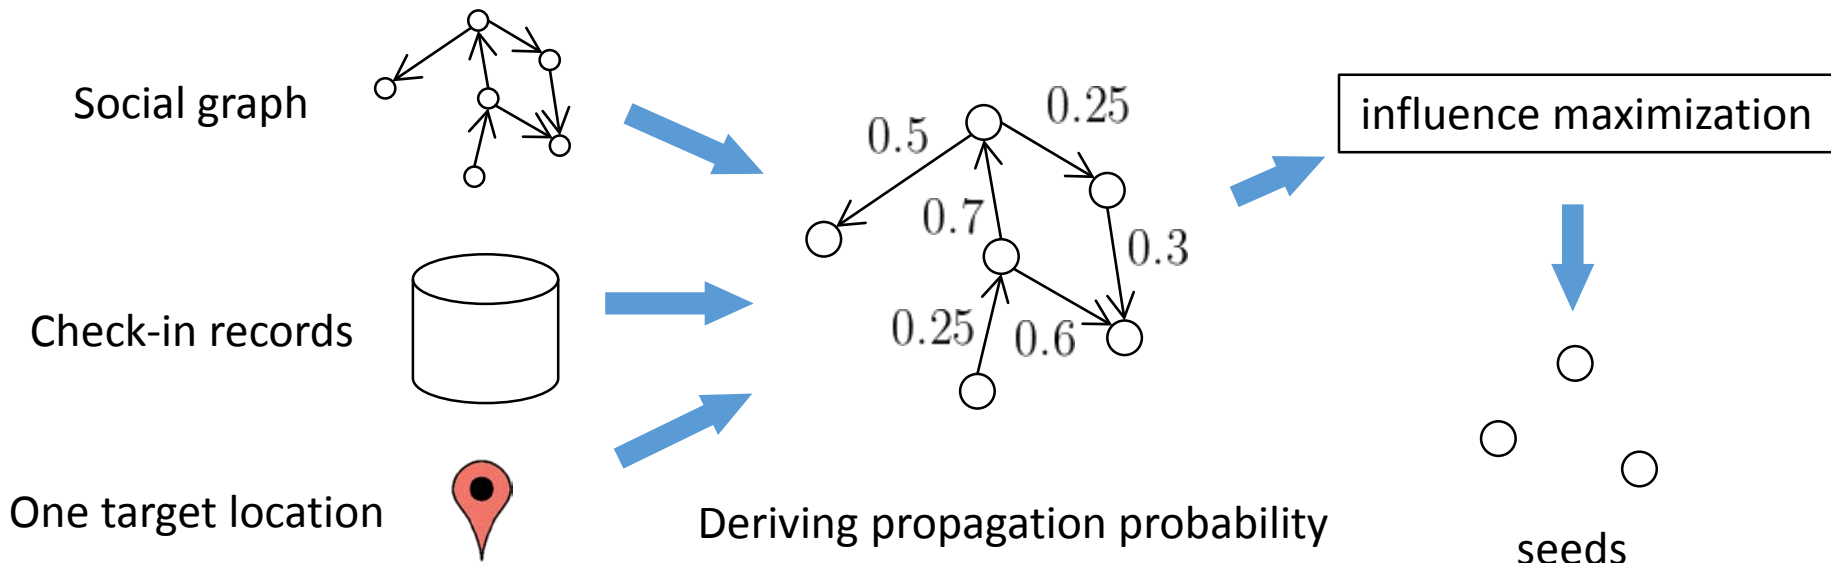 Social graph
Check-in records
One target location
0.5
0.25
0.7
0.3
0.25
0.6
Deriving propagation probability
influence maximization
seeds